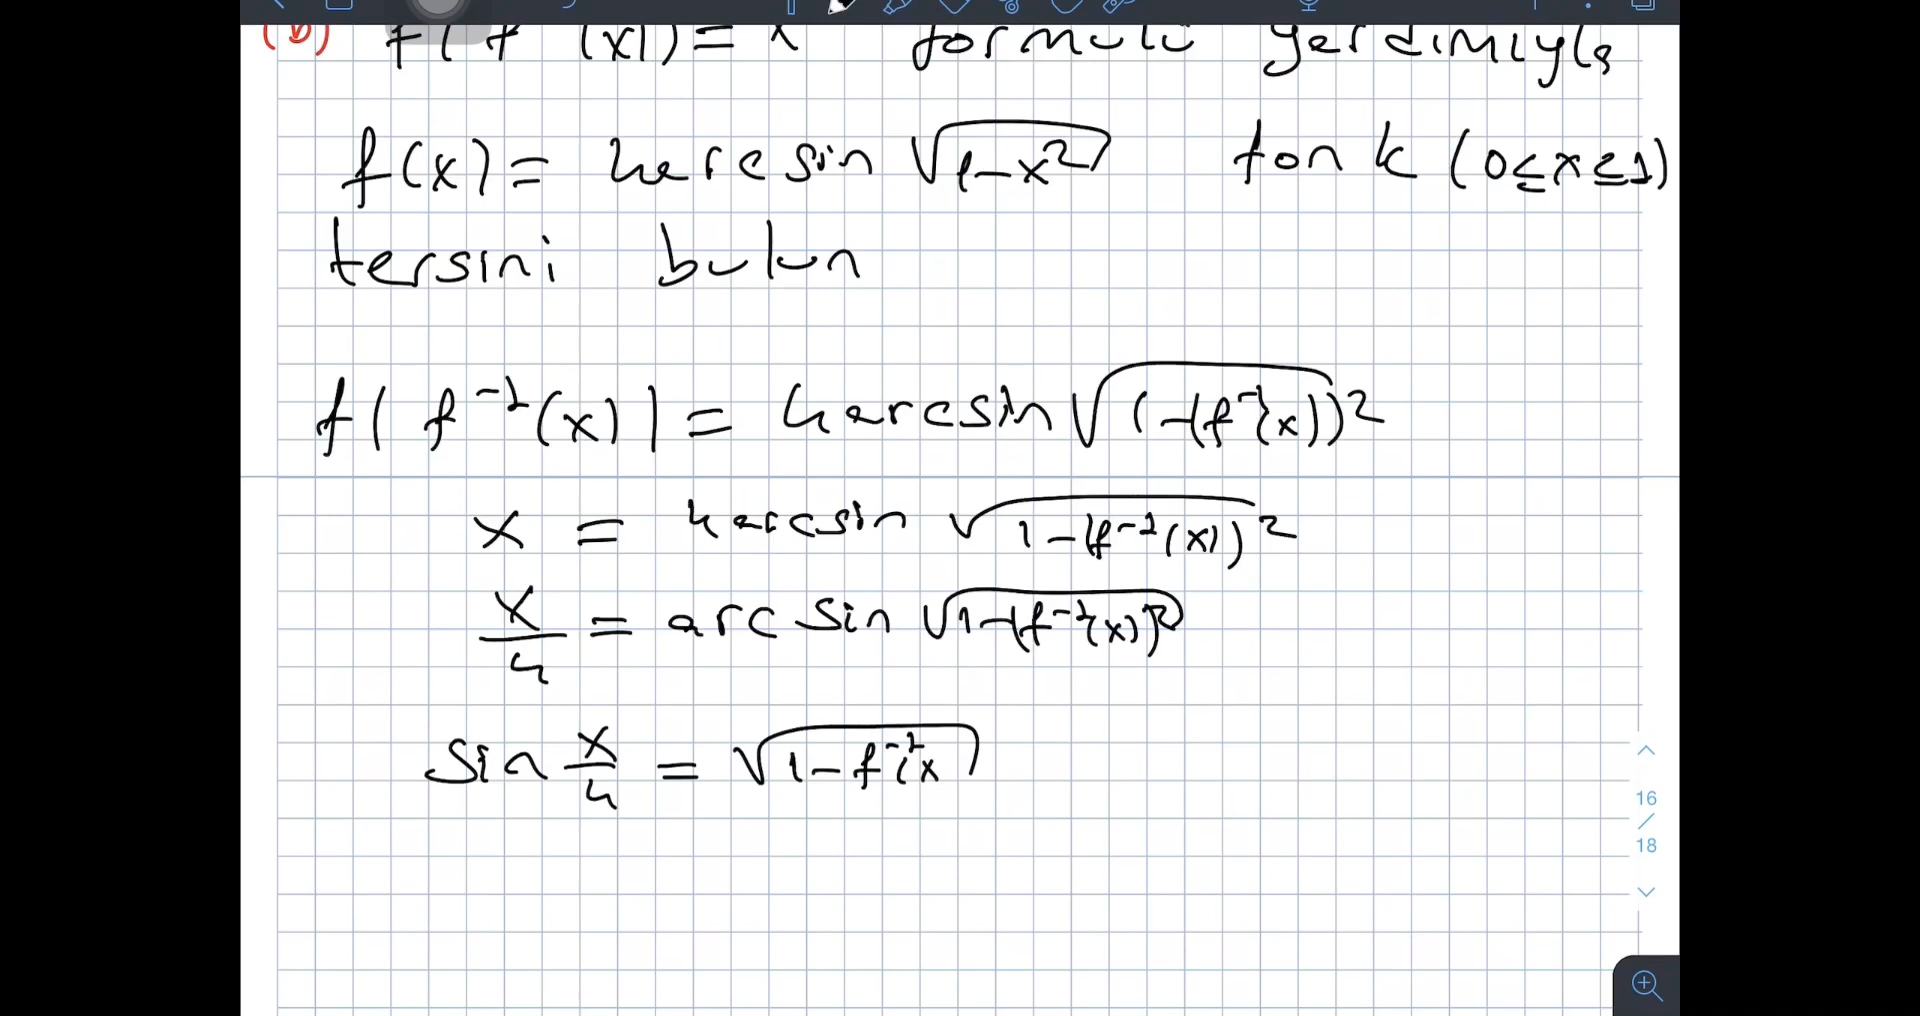 (b) f(f (x)) = x formülü yardımıyla
f(x) = 4arcsin √(1-x²) fonk (0≤x≤1)
tersini bulun
f(f⁻¹(x)) = 4arcsin √(1-(f⁻¹(x))²)
x = 4arcsin √(1-(f⁻¹(x))²)
x/4 = arcsin √(1-(f⁻¹(x))²)
sin x/4 = √(1-f⁻¹(x
16
/
18